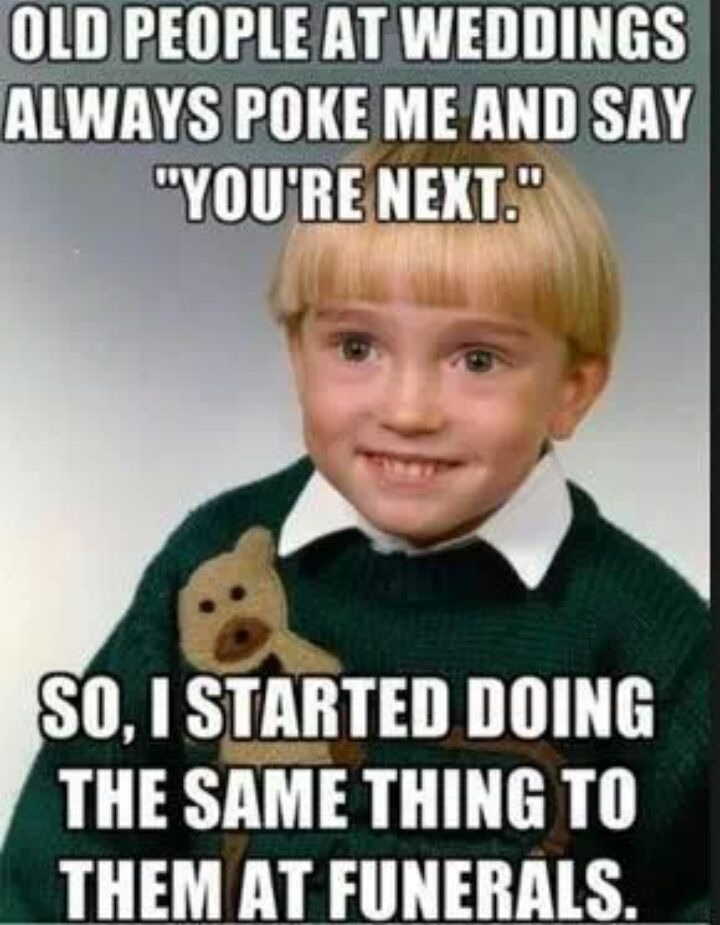 OLD PEOPLE AT WEDDINGS
ALWAYS POKE ME AND SAY
"YOU'RE NEXT."
SO, I STARTED DOING
THE SAME THING TO
THEM AT FUNERALS.